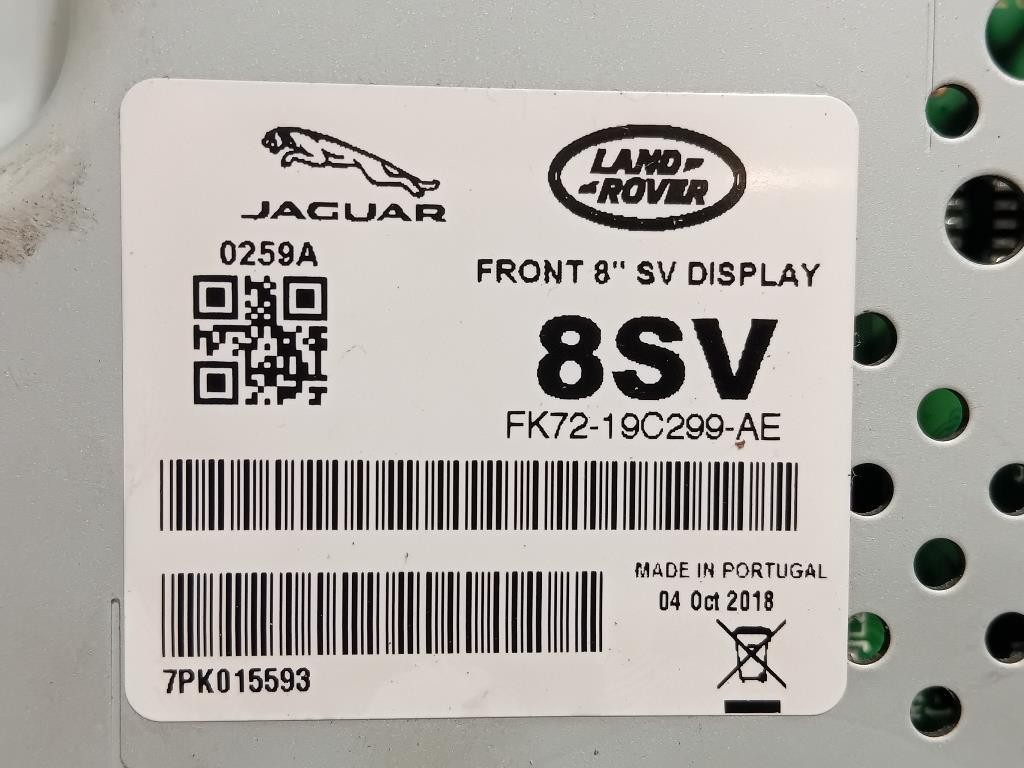 JAGUAR
LAND
ROVER
0259A
FRONT 8" SV DISPLAY
8SV
FK72-19C299-AE
MADE IN PORTUGAL
04 Oct 2018
7PK015593